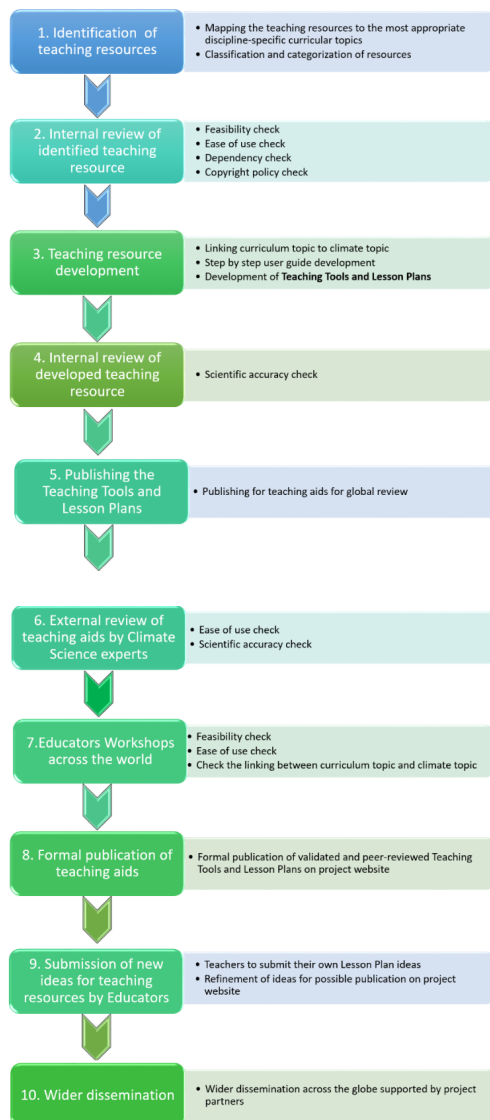 1. Identification of
teaching resources
• Mapping the teaching resources to the most appropriate
discipline-specific curricular topics
• Classification and categorization of resources
2. Internal review of
identified teaching
resource
• Feasibility check
• Ease of use check
• Dependency check
• Copyright policy check
3. Teaching resource
development
• Linking curriculum topic to climate topic
• Step by step user guide development
• Development of Teaching Tools and Lesson Plans
4. Internal review of
developed teaching
resource
• Scientific accuracy check
5. Publishing the
Teaching Tools and
Lesson Plans
• Publishing for teaching aids for global review
6. External review of
teaching aids by Climate
Science experts
• Ease of use check
• Scientific accuracy check
7.Educators Workshops
across the world
• Feasibility check
• Ease of use check
• Check the linking between curriculum topic and climate topic
8. Formal publication of
teaching aids
• Formal publication of validated and peer-reviewed Teaching
Tools and Lesson Plans on project website
9. Submission of new
ideas for teaching
resources by Educators
• Teachers to submit their own Lesson Plan ideas
• Refinement of ideas for possible publication on project
website
10. Wider dissemination
• Wider dissemination across the globe supported by project
partners